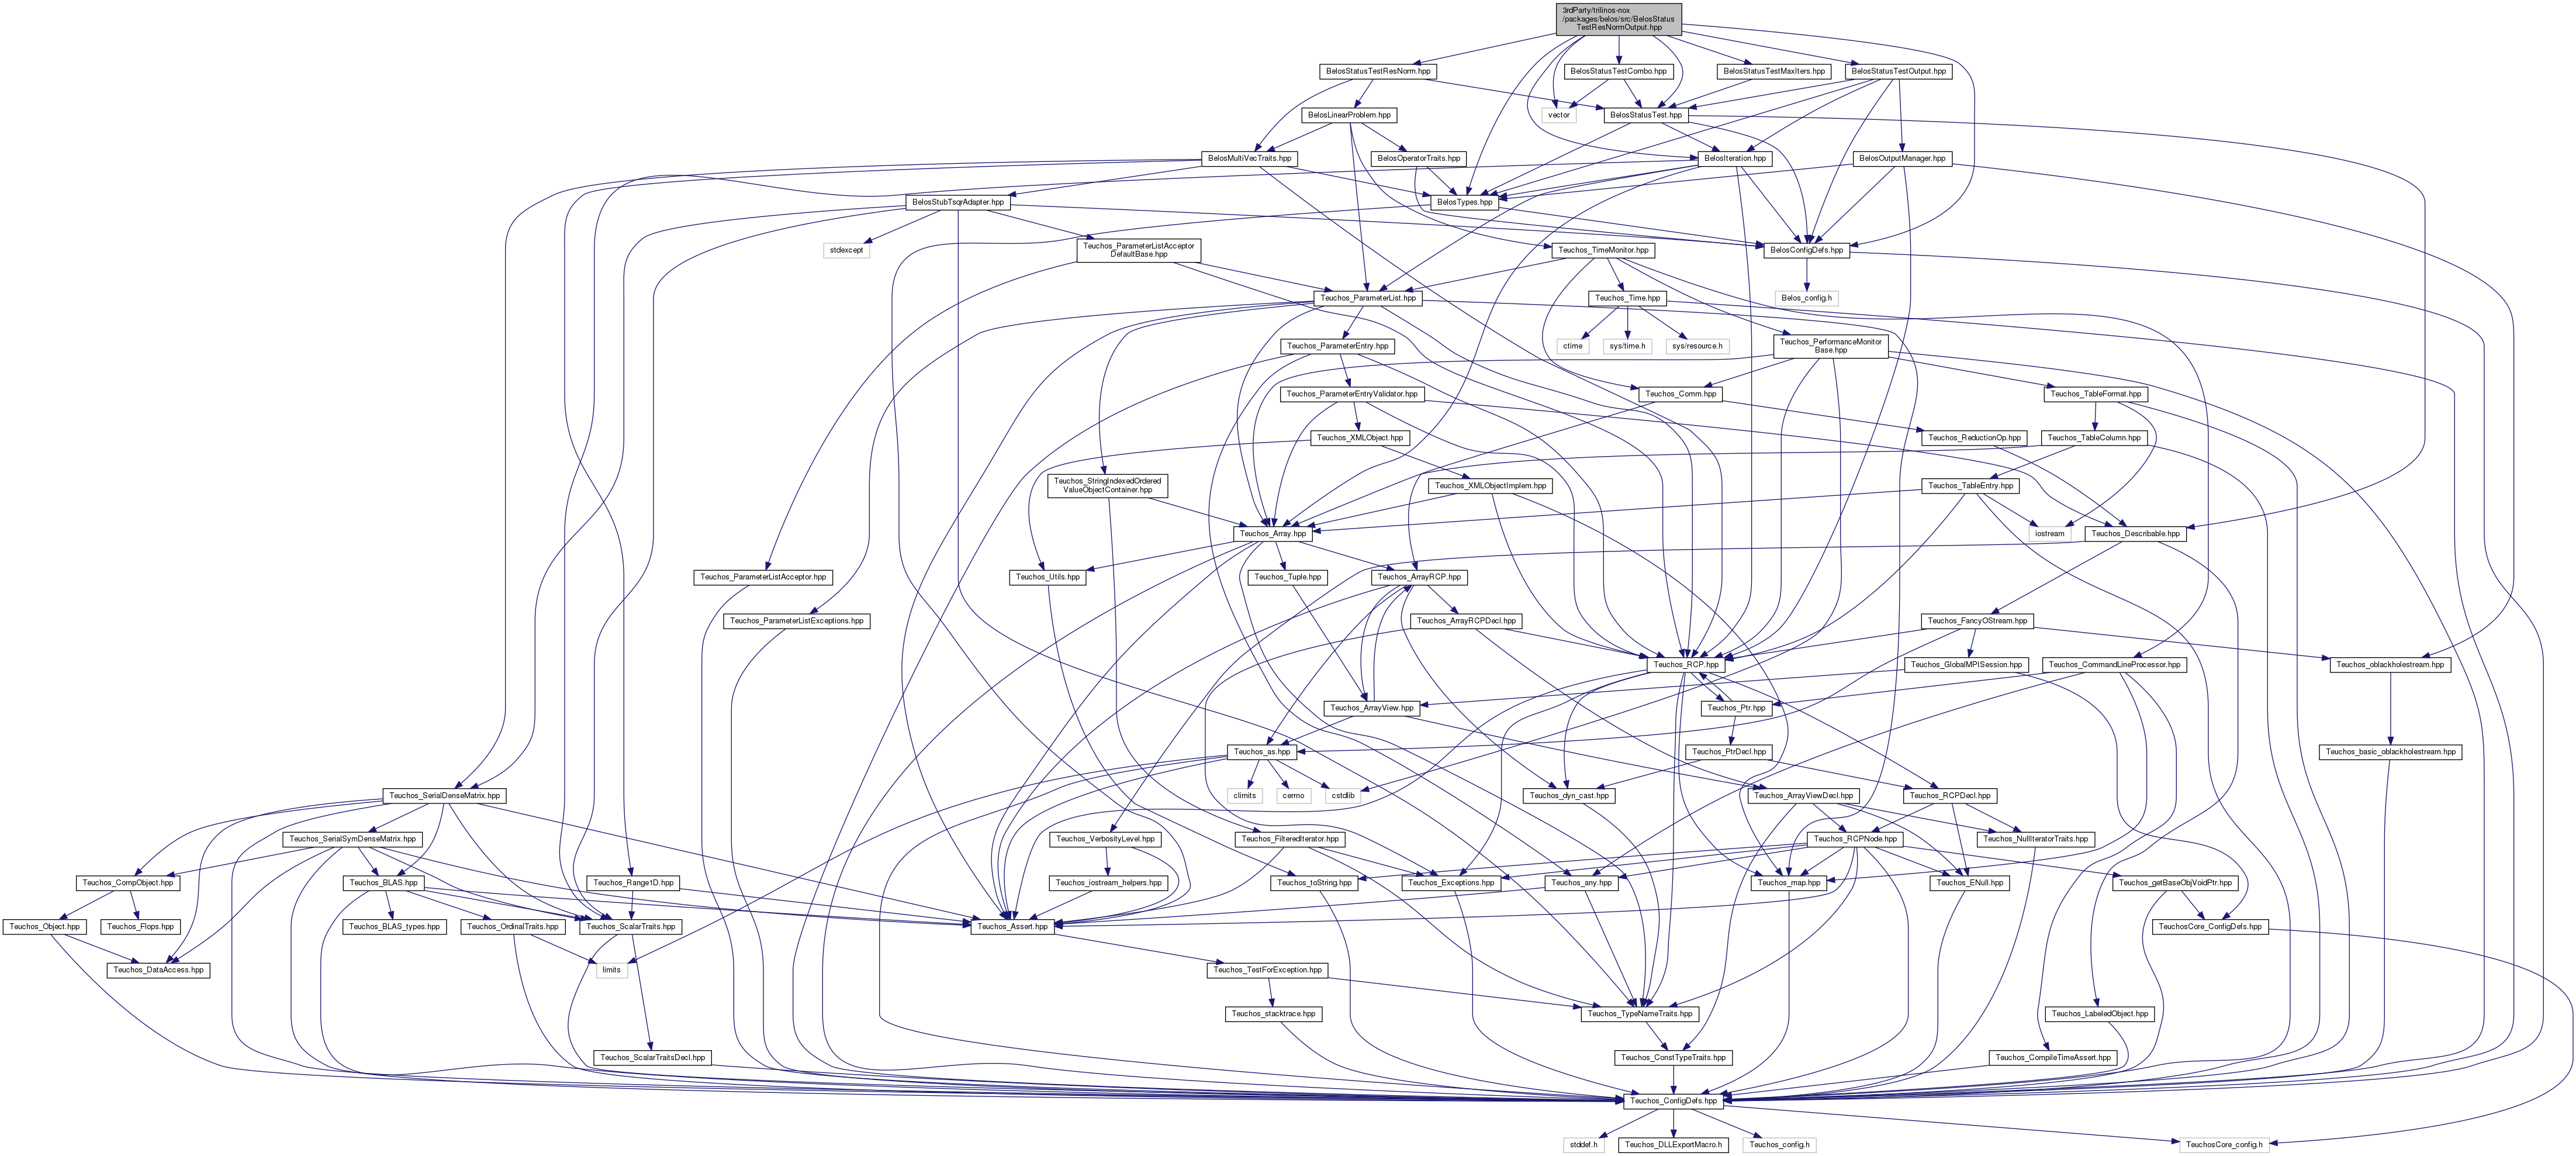 3rdParty/trilinos-nox
/packages/belos/src/BelosStatus
TestResNormOutput.hpp
BelosStatusTestResNorm.hpp
BelosStatusTestCombo.hpp
BelosStatusTestMaxIters.hpp
BelosStatusTestOutput.hpp
BelosLinearProblem.hpp
vector
BelosStatusTest.hpp
BelosMultiVecTraits.hpp
BelosOperatorTraits.hpp
BelosIteration.hpp
BelosOutputManager.hpp
BelosStubTsqrAdapter.hpp
BelosTypes.hpp
stdexcept
Teuchos_ParameterListAcceptor
DefaultBase.hpp
Teuchos_TimeMonitor.hpp
BelosConfigDefs.hpp
Teuchos_ParameterList.hpp
Teuchos_Time.hpp
Belos_config.h
Teuchos_ParameterEntry.hpp
ctime
sys/time.h
sys/resource.h
Teuchos_PerformanceMonitor
Base.hpp
Teuchos_ParameterEntryValidator.hpp
Teuchos_Comm.hpp
Teuchos_TableFormat.hpp
Teuchos_XMLObject.hpp
Teuchos_ReductionOp.hpp
Teuchos_TableColumn.hpp
Teuchos_StringIndexedOrdered
ValueObjectContainer.hpp
Teuchos_XMLObjectImplem.hpp
Teuchos_TableEntry.hpp
Teuchos_Array.hpp
iostream
Teuchos_Describable.hpp
Teuchos_ParameterListAcceptor.hpp
Teuchos_Utils.hpp
Teuchos_Tuple.hpp
Teuchos_ArrayRCP.hpp
Teuchos_ParameterListExceptions.hpp
Teuchos_ArrayRCPDecl.hpp
Teuchos_FancyOStream.hpp
Teuchos_RCP.hpp
Teuchos_GlobalMPISession.hpp
Teuchos_CommandLineProcessor.hpp
Teuchos_oblackholestream.hpp
Teuchos_ArrayView.hpp
Teuchos_Ptr.hpp
Teuchos_as.hpp
Teuchos_PtrDecl.hpp
Teuchos_basic_oblackholestream.hpp
Teuchos_SerialDenseMatrix.hpp
climits
cerrno
cstdlib
Teuchos_dyn_cast.hpp
Teuchos_ArrayViewDecl.hpp
Teuchos_RCPDecl.hpp
Teuchos_SerialSymDenseMatrix.hpp
Teuchos_VerbosityLevel.hpp
Teuchos_FilteredIterator.hpp
Teuchos_RCPNode.hpp
Teuchos_NullIteratorTraits.hpp
Teuchos_CompObject.hpp
Teuchos_BLAS.hpp
Teuchos_Range1D.hpp
Teuchos_iostream_helpers.hpp
Teuchos_toString.hpp
Teuchos_Exceptions.hpp
Teuchos_any.hpp
Teuchos_map.hpp
Teuchos_ENull.hpp
Teuchos_getBaseObjVoidPtr.hpp
Teuchos_Object.hpp
Teuchos_Flops.hpp
Teuchos_BLAS_types.hpp
Teuchos_OrdinalTraits.hpp
Teuchos_ScalarTraits.hpp
Teuchos_Assert.hpp
TeuchosCore_ConfigDefs.hpp
Teuchos_DataAccess.hpp
limits
Teuchos_TestForException.hpp
Teuchos_stacktrace.hpp
Teuchos_TypeNameTraits.hpp
Teuchos_LabeledObject.hpp
Teuchos_ScalarTraitsDecl.hpp
Teuchos_ConstTypeTraits.hpp
Teuchos_CompileTimeAssert.hpp
Teuchos_ConfigDefs.hpp
stddef.h
Teuchos_DLLExportMacro.h
Teuchos_config.h
TeuchosCore_config.h